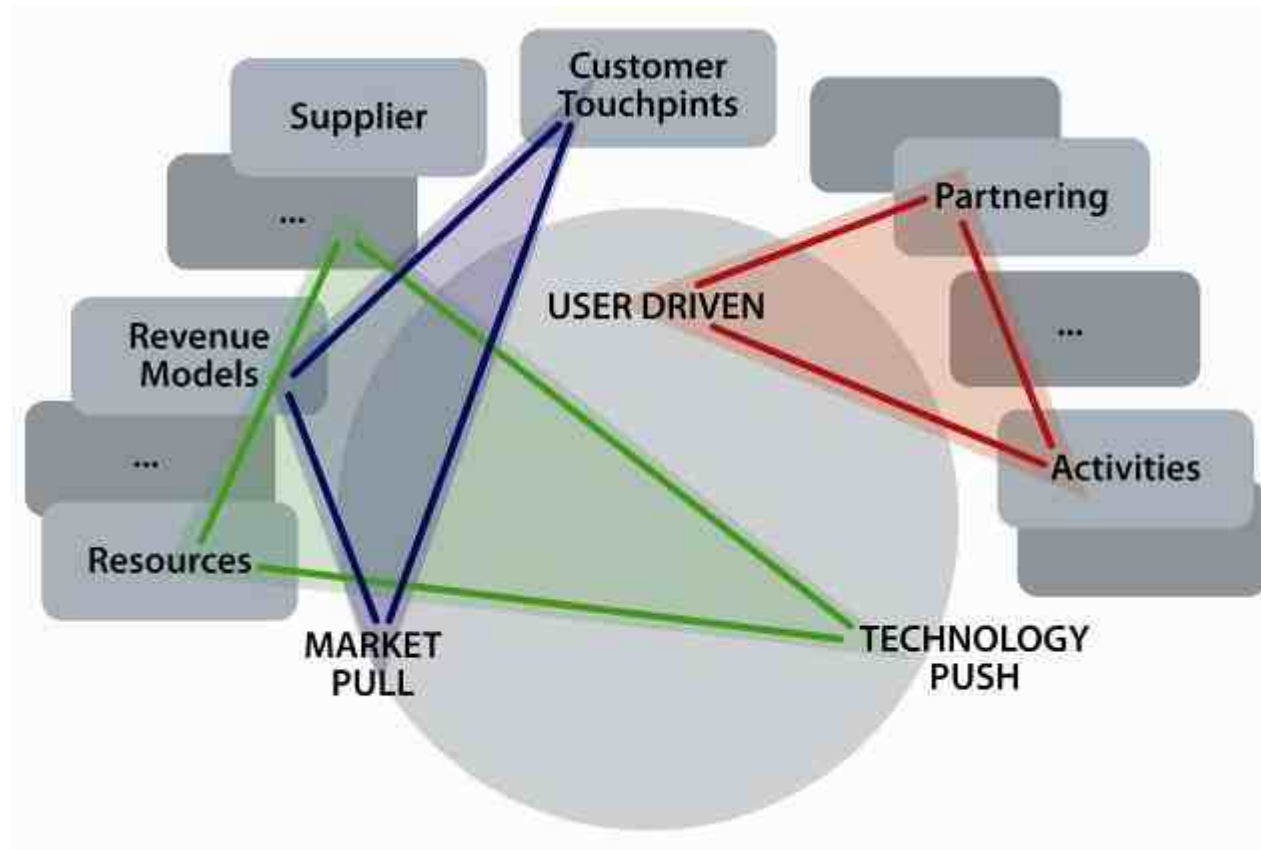 Customer
Touchpints
Supplier
Partnering
...
USER DRIVEN
...
Revenue
Models
...
Activities
Resources
MARKET
PULL
TECHNOLOGY
PUSH